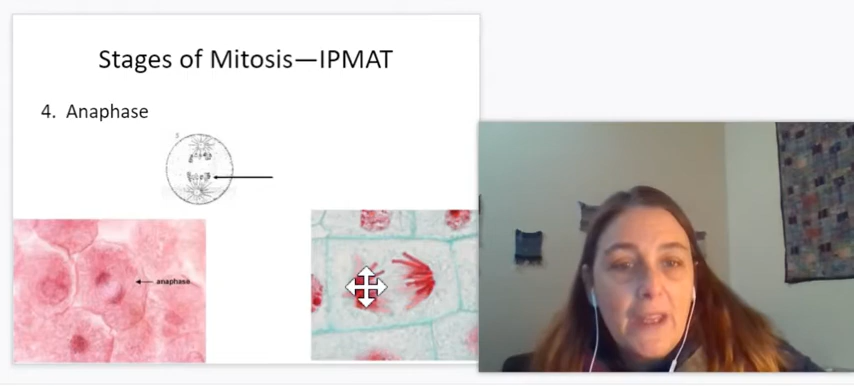 Stages of Mitosis—IPMAT
4. Anaphase
anaphase